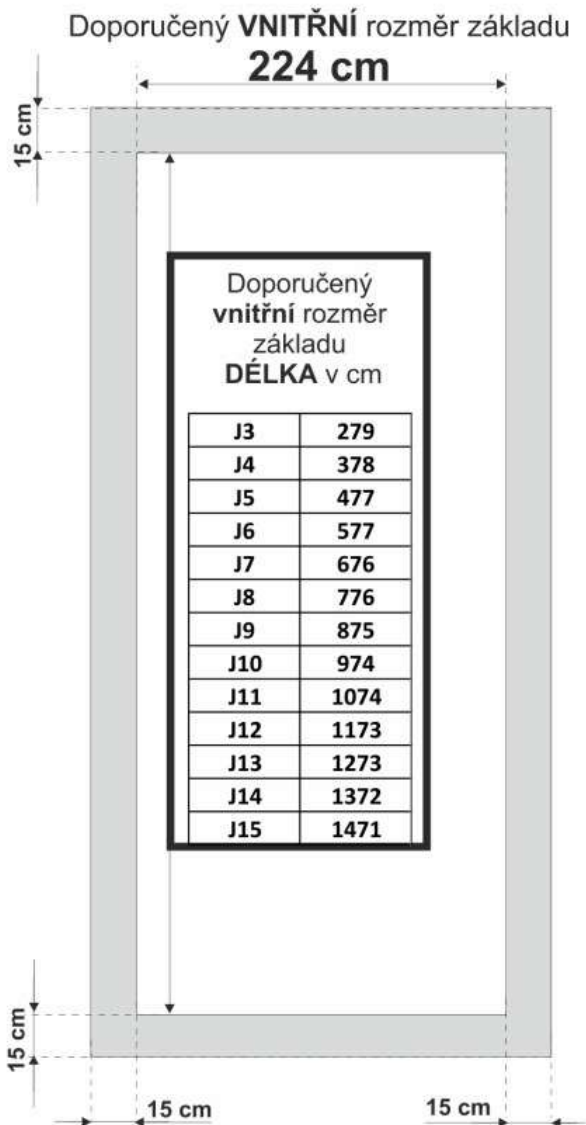 Doporučený VNITŘNÍ rozměr základu
224 cm
15 cm
Doporučený
vnitřní rozměr
základu
DÉLKA v cm
J3 279
J4 378
J5 477
J6 577
J7 676
J8 776
J9 875
J10 974
J11 1074
J12 1173
J13 1273
J14 1372
J15 1471
15 cm
15 cm 15 cm